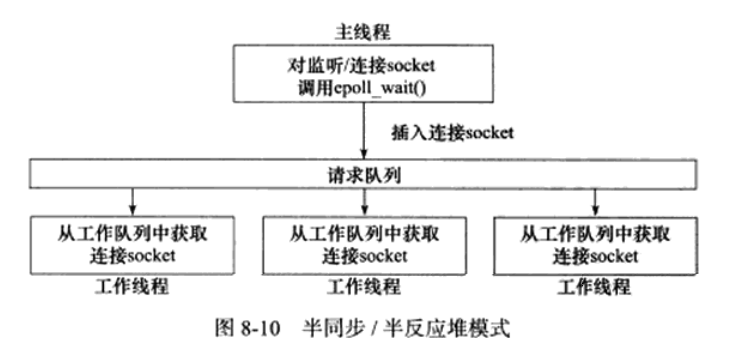 主线程
对监听/连接socket
调用epoll_wait()
插入连接socket
请求队列
从工作队列中获取
连接socket
从工作队列中获取
连接socket
从工作队列中获取
连接socket
工作线程
工作线程
工作线程
图 8-10 半同步 / 半反应堆模式